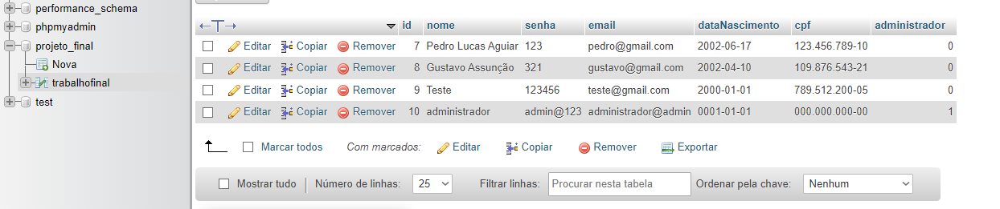 performance_schema
phpmyadmin
projeto_final
Nova
trabalhofinal
test
id nome senha email dataNascimento cpf administrador
Editar Copiar Remover 7 Pedro Lucas Aguiar 123 pedro@gmail.com 2002-06-17 123.456.789-10 0
Editar Copiar Remover 8 Gustavo Assunção 321 gustavo@gmail.com 2002-04-10 109.876.543-21 0
Editar Copiar Remover 9 Teste 123456 teste@gmail.com 2000-01-01 789.512.200-05 0
Editar Copiar Remover 10 administrador admin@123 administrador@admin 0001-01-01 000.000.000-00 1
Marcar todos Com marcados: Editar Copiar Remover Exportar
Mostrar tudo Número de linhas: 25 Filtrar linhas: Procurar nesta tabela Ordenar pela chave: Nenhum